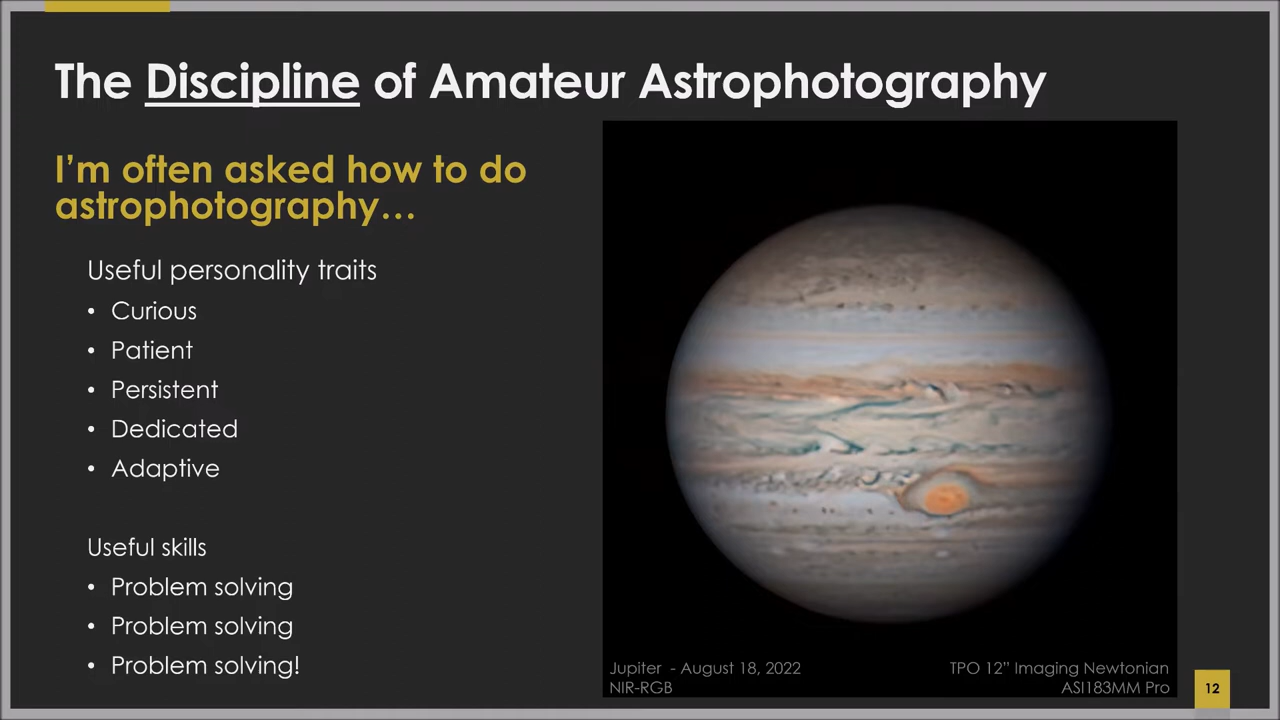 The Discipline of Amateur Astrophotography
I'm often asked how to do
astrophotography...
Useful personality traits
• Curious
• Patient
• Persistent
• Dedicated
• Adaptive
Useful skills
• Problem solving
• Problem solving
• Problem solving!
Jupiter - August 18, 2022
NIR-RGB
TPO 12" Imaging Newtonian
ASI183MM Pro
12